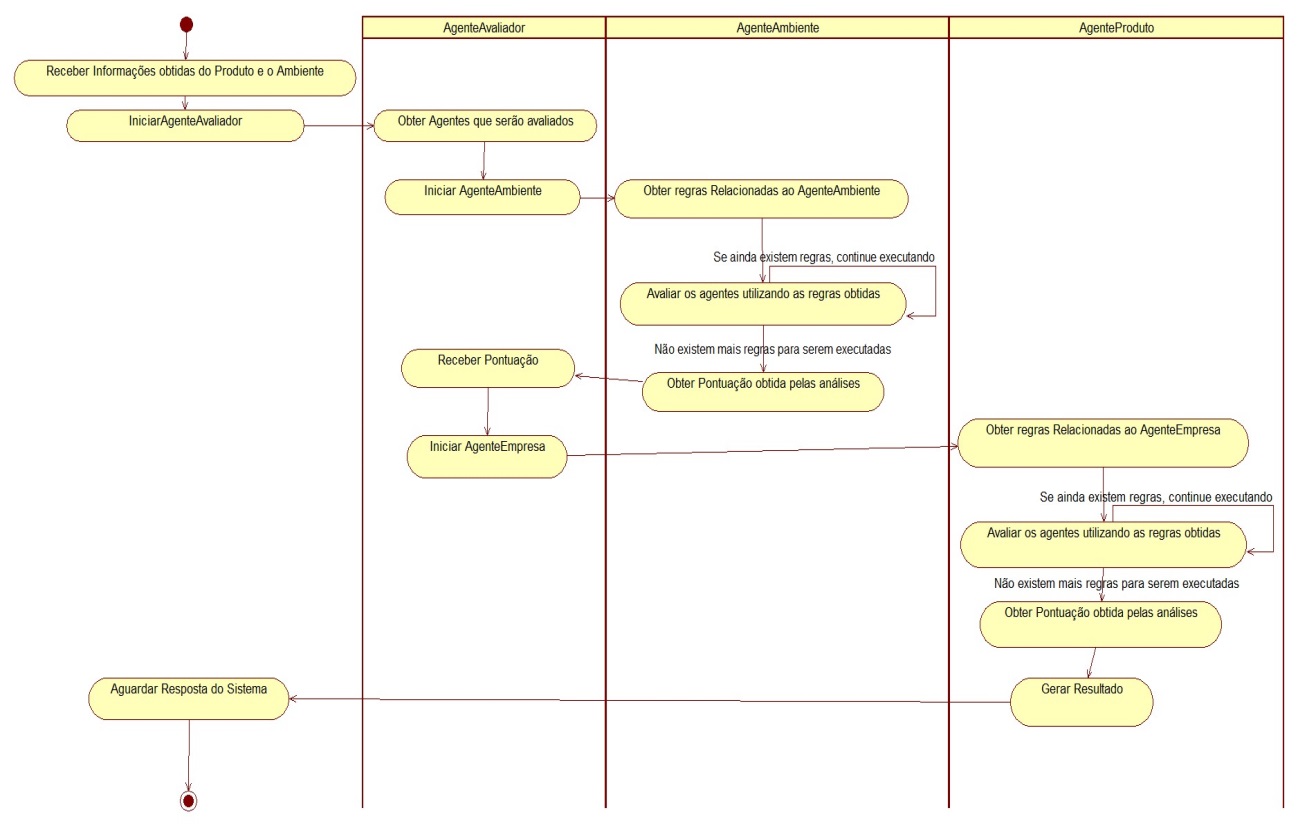 AgenteAvaliador
AgenteAmbiente
AgenteProduto
Receber Informações obtidas do Produto e o Ambiente
IniciarAgenteAvaliador
Obter Agentes que serão avaliados
Iniciar AgenteAmbiente
Obter regras Relacionadas ao AgenteAmbiente
Se ainda existem regras, continue executando
Avaliar os agentes utilizando as regras obtidas
Não existem mais regras para serem executadas
Receber Pontuação
Obter Pontuação obtida pelas análises
Iniciar AgenteEmpresa
Obter regras Relacionadas ao AgenteEmpresa
Se ainda existem regras, continue executando
Avaliar os agentes utilizando as regras obtidas
Não existem mais regras para serem executadas
Obter Pontuação obtida pelas análises
Aguardar Resposta do Sistema
Gerar Resultado